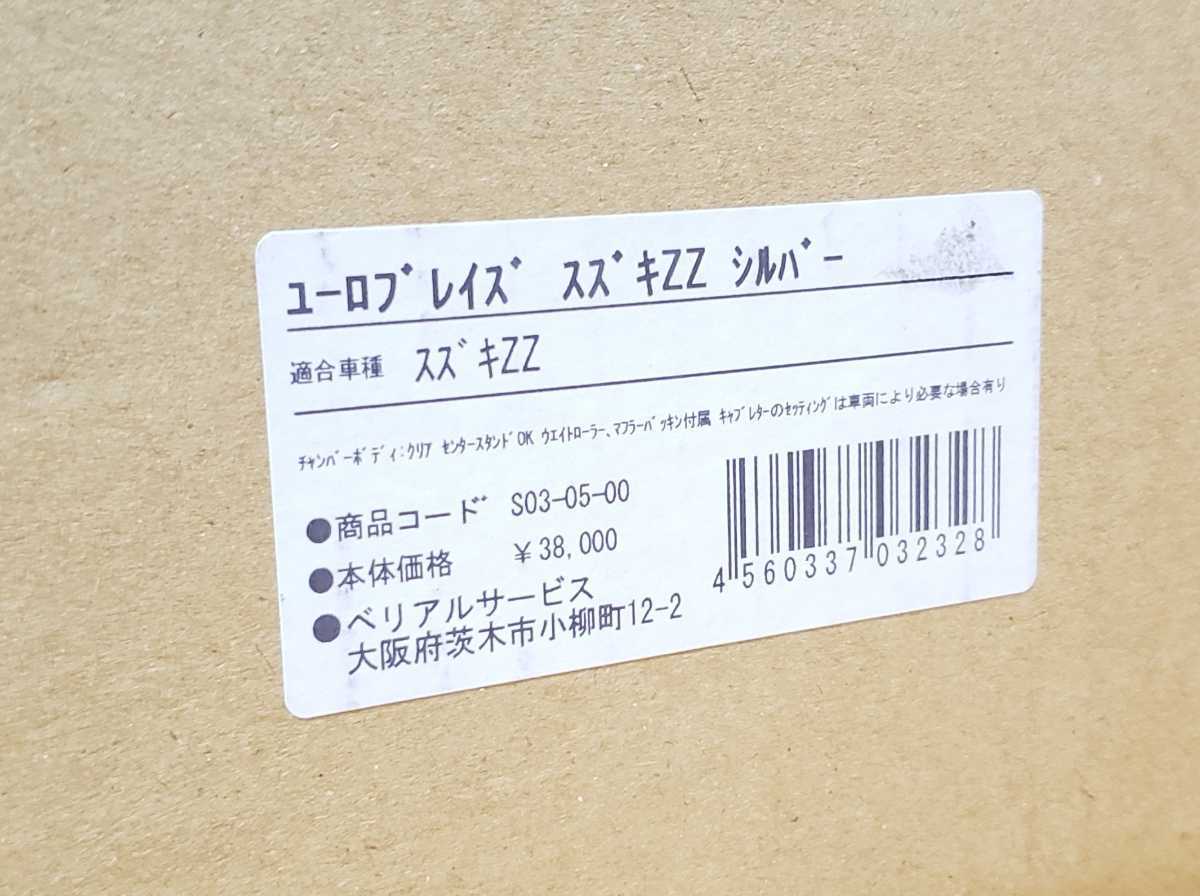 ﾕｰﾛﾌﾞﾚｲｽﾞ ｽｽﾞｷZZ ｼﾙﾊﾞｰ
適合車種 ｽｽﾞｷZZ
ﾁｬﾝﾊﾞｰﾎﾞﾃﾞｨ:ｸﾘｱ ｾﾝﾀｰｽﾀﾝﾄﾞOK ｳｴｲﾄﾛｰﾗｰ､ﾏﾌﾗｰﾊﾟｯｷﾝ付属 ｷｬﾌﾞﾚﾀｰのｾｯﾃｨﾝｸﾞは車両により必要な場合有り
●商品コード S03-05-00
●本体価格 ￥38,000
●ベリアルサービス
大阪府茨木市小柳町12-2
4 560337 032328